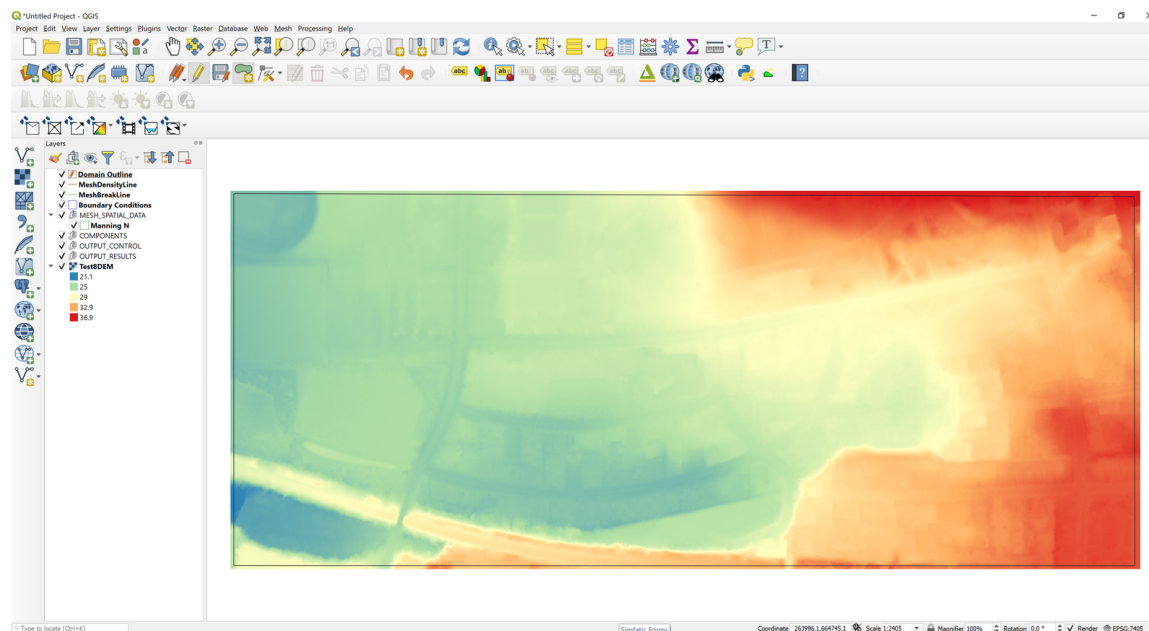 *Untitled Project - QGIS
Project Edit View Layer Settings Plugins Vector Raster Database Web Mesh Processing Help
Layers
Domain Outline
MeshDensityLine
MeshBreakLine
Boundary Conditions
MESH_SPATIAL_DATA
Manning N
COMPONENTS
OUTPUT_CONTROL
OUTPUT_RESULTS
Test8DEM
21.1
25
29
32.9
36.9
Type to locate (Ctrl+K) Simfatic Forms Coordinate 263996.1,664745.1 Scale 1:2405 Magnifier 100% Rotation 0.0 ° Render EPSG:7405